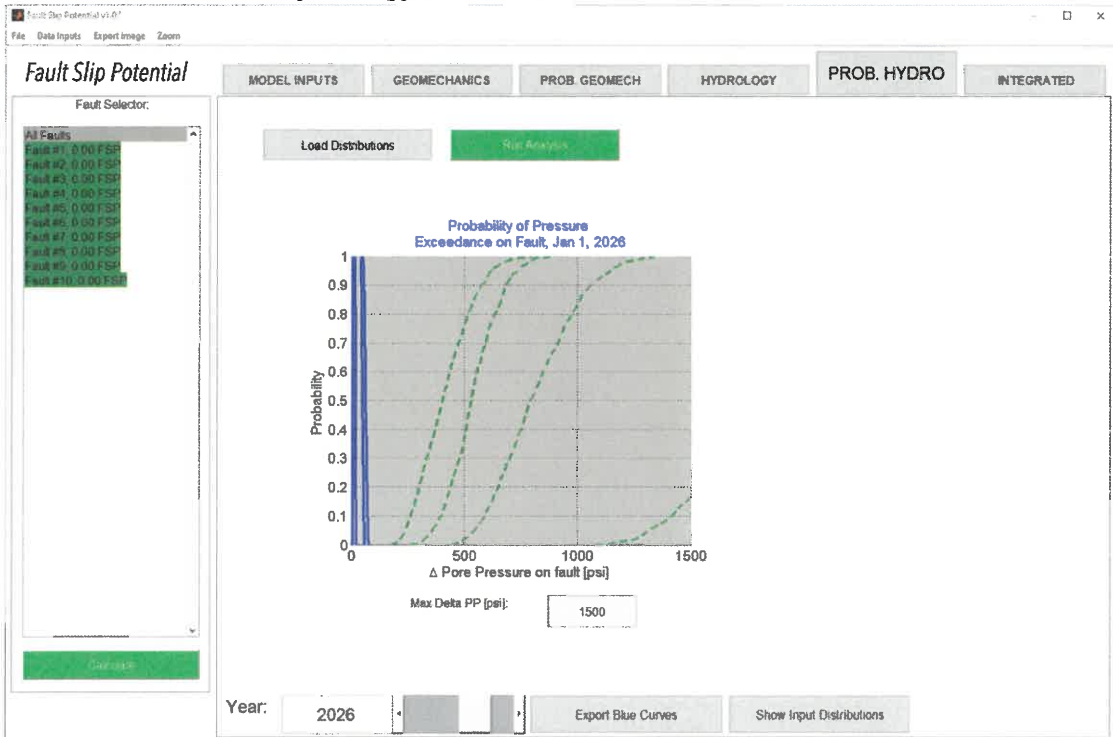 Fault Slip Potential v1.07
File Data Inputs Export Image Zoom
Fault Slip Potential
MODEL INPUTS GEOMECHANICS PROB. GEOMECH HYDROLOGY PROB. HYDRO INTEGRATED
Fault Selector:
All Faults
Fault #1, 0.00 FSP
Fault #2, 0.00 FSP
Fault #3, 0.00 FSP
Fault #4, 0.00 FSP
Fault #5, 0.00 FSP
Fault #6, 0.00 FSP
Fault #7, 0.00 FSP
Fault #8, 0.00 FSP
Fault #9, 0.00 FSP
Fault #10, 0.00 FSP
Calculate
Load Distributions Run Analysis
Probability of Pressure
Exceedance on Fault, Jan 1, 2026
Probability
1
0.9
0.8
0.7
0.6
0.5
0.4
0.3
0.2
0.1
0
0 500 1000 1500
Δ Pore Pressure on fault [psi]
Max Delta PP [psi]: 1500
Year: 2026 Export Blue Curves Show Input Distributions